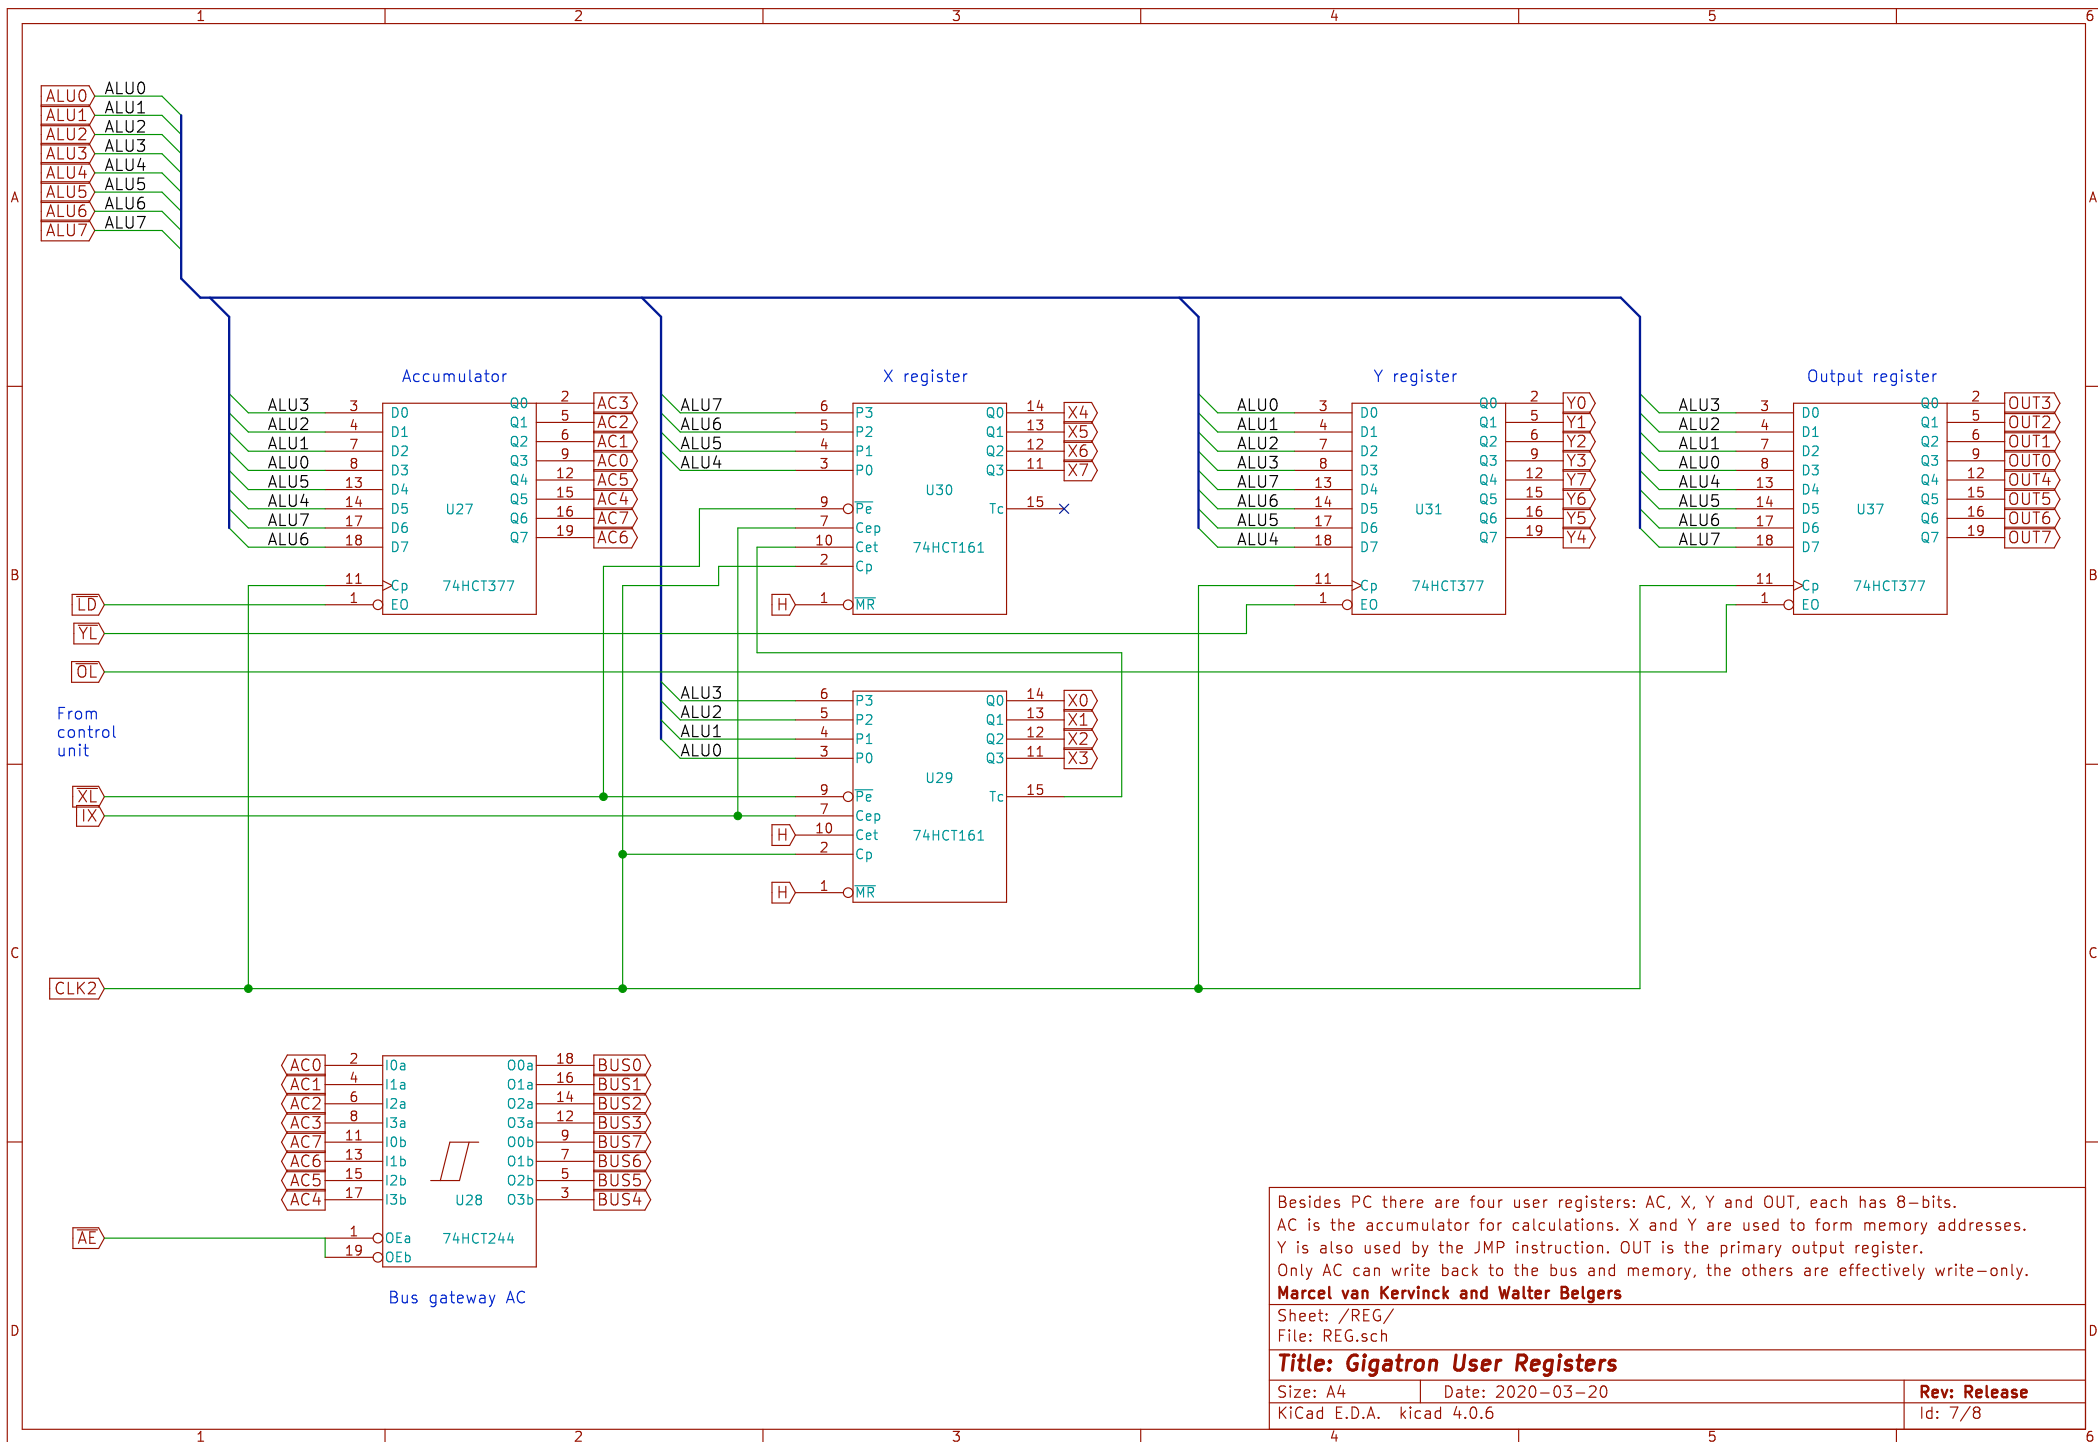 1 2 3 4 5 6
ALU0 ALU0
ALU1 ALU1
ALU2 ALU2
ALU3 ALU3
ALU4 ALU4
ALU5 ALU5
ALU6 ALU6
ALU7 ALU7
A A
Accumulator
ALU3 3 D0 Q0 2 AC3
ALU2 4 D1 Q1 5 AC2
ALU1 7 D2 Q2 6 AC1
ALU0 8 D3 Q3 9 AC0
ALU5 13 D4 Q4 12 AC5
ALU4 14 D5 Q5 15 AC4
ALU7 17 D6 Q6 16 AC7
ALU6 18 D7 Q7 19 AC6
U27
11 Cp 74HCT377
1 EO
X register
ALU7 6 P3 Q0 14 X4
ALU6 5 P2 Q1 13 X5
ALU5 4 P1 Q2 12 X6
ALU4 3 P0 Q3 11 X7
U30
9 Pe Tc 15
7 Cep
10 Cet 74HCT161
2 Cp
H 1 MR
Y register
ALU0 3 D0 Q0 2 Y0
ALU1 4 D1 Q1 5 Y1
ALU2 7 D2 Q2 6 Y2
ALU3 8 D3 Q3 9 Y3
ALU7 13 D4 Q4 12 Y7
ALU6 14 D5 Q5 15 Y6
ALU5 17 D6 Q6 16 Y5
ALU4 18 D7 Q7 19 Y4
U31
11 Cp 74HCT377
1 EO
Output register
ALU3 3 D0 Q0 2 OUT3
ALU2 4 D1 Q1 5 OUT2
ALU1 7 D2 Q2 6 OUT1
ALU0 8 D3 Q3 9 OUT0
ALU4 13 D4 Q4 12 OUT4
ALU5 14 D5 Q5 15 OUT5
ALU6 17 D6 Q6 16 OUT6
ALU7 18 D7 Q7 19 OUT7
U37
11 Cp 74HCT377
1 EO
B B
LD
YL
OL
From
control
unit
XL
IX
ALU3 6 P3 Q0 14 X0
ALU2 5 P2 Q1 13 X1
ALU1 4 P1 Q2 12 X2
ALU0 3 P0 Q3 11 X3
U29
9 Pe Tc 15
7 Cep
H 10 Cet 74HCT161
2 Cp
H 1 MR
C C
CLK2
AC0 2 I0a O0a 18 BUS0
AC1 4 I1a O1a 16 BUS1
AC2 6 I2a O2a 14 BUS2
AC3 8 I3a O3a 12 BUS3
AC7 11 I0b O0b 9 BUS7
AC6 13 I1b O1b 7 BUS6
AC5 15 I2b O2b 5 BUS5
AC4 17 I3b U28 O3b 3 BUS4
AE 1 OEa 74HCT244
19 OEb
Bus gateway AC
D D
Besides PC there are four user registers: AC, X, Y and OUT, each has 8-bits.
AC is the accumulator for calculations. X and Y are used to form memory addresses.
Y is also used by the JMP instruction. OUT is the primary output register.
Only AC can write back to the bus and memory, the others are effectively write-only.
Marcel van Kervinck and Walter Belgers
Sheet: /REG/
File: REG.sch
Title: Gigatron User Registers
Size: A4 Date: 2020-03-20 Rev: Release
KiCad E.D.A. kicad 4.0.6 Id: 7/8
1 2 3 4 5 6